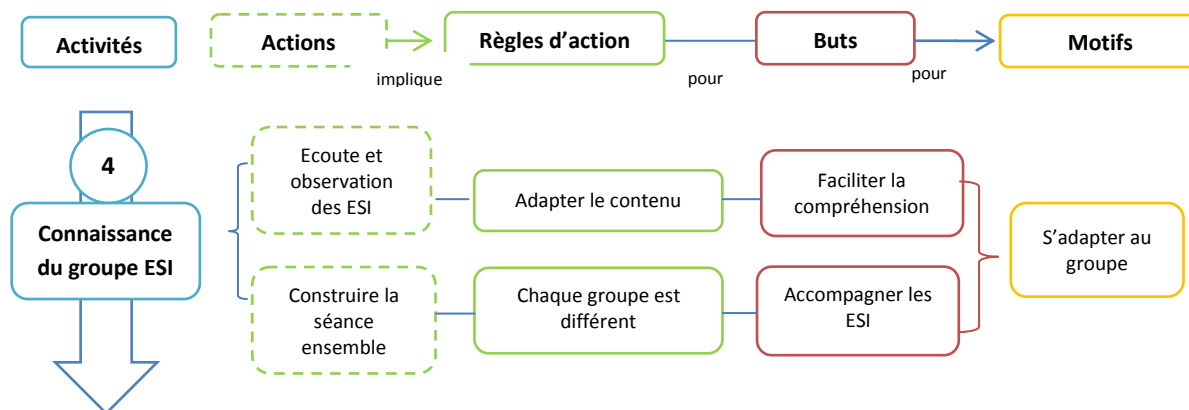 Activités
Actions
implique
Règles d'action
pour
Buts
pour
Motifs
4
Connaissance
du groupe ESI
Ecoute et
observation
des ESI
Adapter le contenu
Faciliter la
compréhension
Construire la
séance
ensemble
Chaque groupe est
différent
Accompagner les
ESI
S'adapter au
groupe